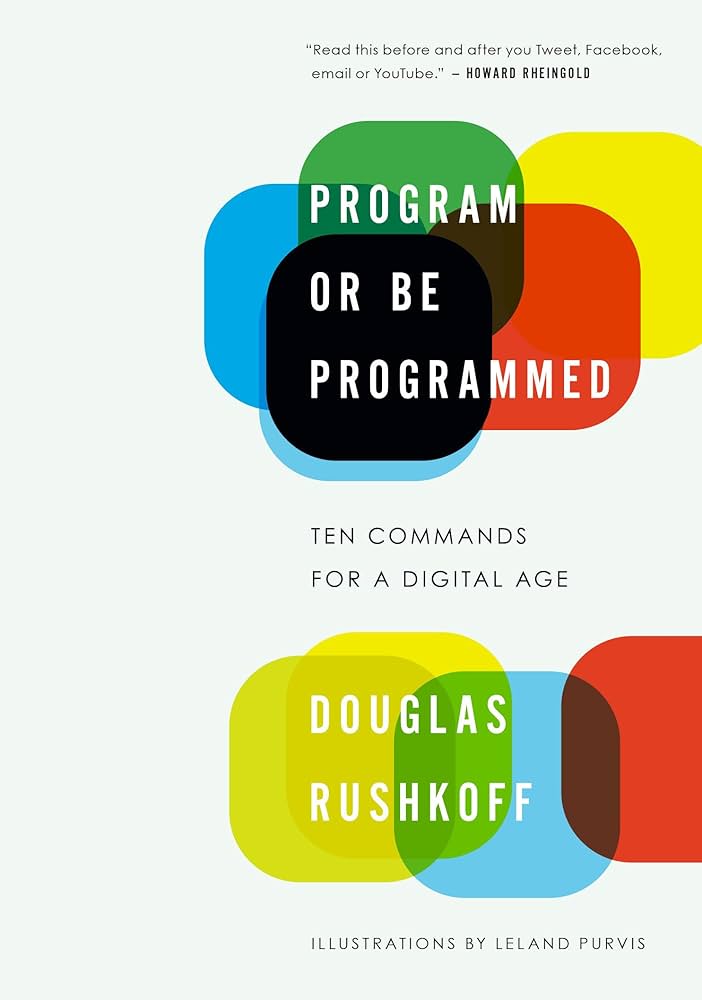 “Read this before and after you Tweet, Facebook,
email or YouTube.” – HOWARD RHEINGOLD
PROGRAM
OR BE
PROGRAMMED
TEN COMMANDS
FOR A DIGITAL AGE
DOUGLAS
RUSHKOFF
ILLUSTRATIONS BY LELAND PURVIS